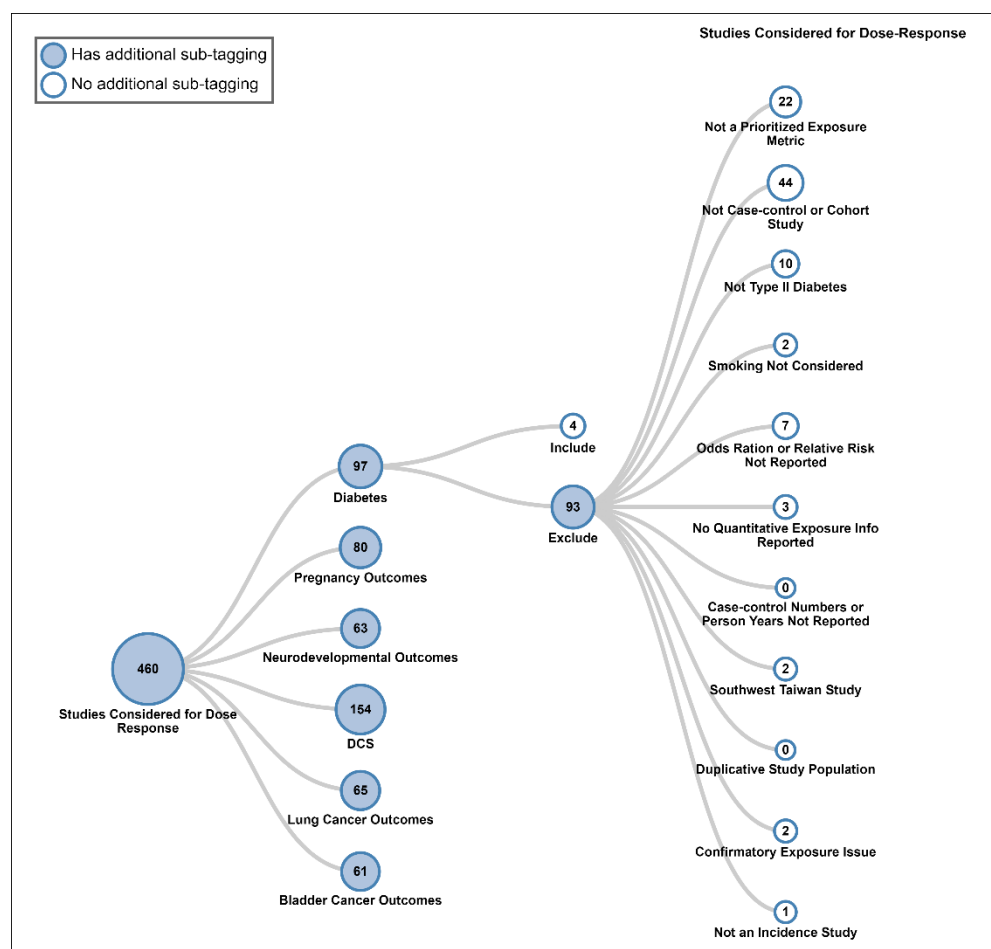 Studies Considered for Dose-Response
Has additional sub-tagging
No additional sub-tagging
22
Not a Prioritized Exposure
Metric
44
Not Case-control or Cohort
Study
10
Not Type II Diabetes
2
Smoking Not Considered
4
Include
7
Odds Ration or Relative Risk
Not Reported
97
Diabetes
93
Exclude
3
No Quantitative Exposure Info
Reported
80
Pregnancy Outcomes
0
Case-control Numbers or
Person Years Not Reported
63
Neurodevelopmental Outcomes
460
Studies Considered for Dose
Response
2
Southwest Taiwan Study
154
DCS
0
Duplicative Study Population
65
Lung Cancer Outcomes
2
Confirmatory Exposure Issue
61
Bladder Cancer Outcomes
1
Not an Incidence Study